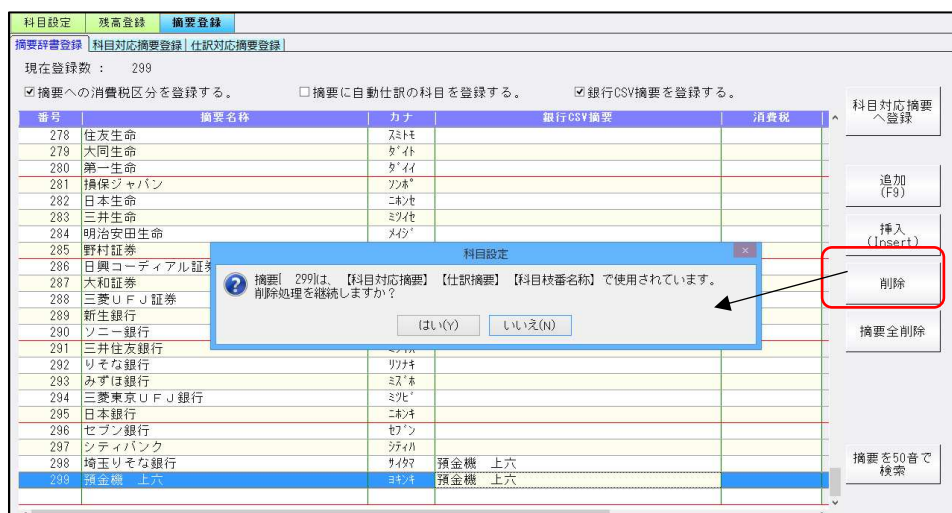 科目設定 残高登録 摘要登録
摘要辞書登録 科目対応摘要登録 仕訳対応摘要登録
現在登録数 : 299
☑摘要への消費税区分を登録する。 □摘要に自動仕訳の科目を登録する。 ☑銀行CSV摘要を登録する。
科目対応摘要
へ登録
番号 摘要名称 カナ 銀行CSV摘要 消費税
278 住友生命 ｽﾐﾄﾓ
279 大同生命 ﾀﾞｲﾄ
280 第一生命 ﾀﾞｲｲ
281 損保ジャパン ｿﾝﾎﾟ
282 日本生命 ﾆﾎﾝｾ
283 三井生命 ﾐﾂｲｾ
284 明治安田生命 ﾒｲｼﾞ
285 野村証券
286 日興コーディアル証券
287 大和証券
288 三菱ＵＦＪ証券
289 新生銀行
290 ソニー銀行
291 三井住友銀行
292 りそな銀行 ﾘｿﾅｷ
293 みずほ銀行 ﾐｽﾞﾎ
294 三菱東京ＵＦＪ銀行 ﾐﾂﾋﾞ
295 日本銀行 ﾆﾎﾝｷ
296 セブン銀行 ｾﾌﾞﾝ
297 シティバンク ｼﾃｨﾊ
298 埼玉りそな銀行 ｻｲﾀﾏ 預金機 上六
299 預金機 上六 ﾖｷﾝｷ 預金機 上六
追加
(F9)
挿入
(Insert)
削除
摘要全削除
摘要を50音で
検索
科目設定
摘要[ 299]は、【科目対応摘要】【仕訳摘要】【科目枝番名称】で使用されています。
削除処理を継続しますか？
はい(Y) いいえ(N)